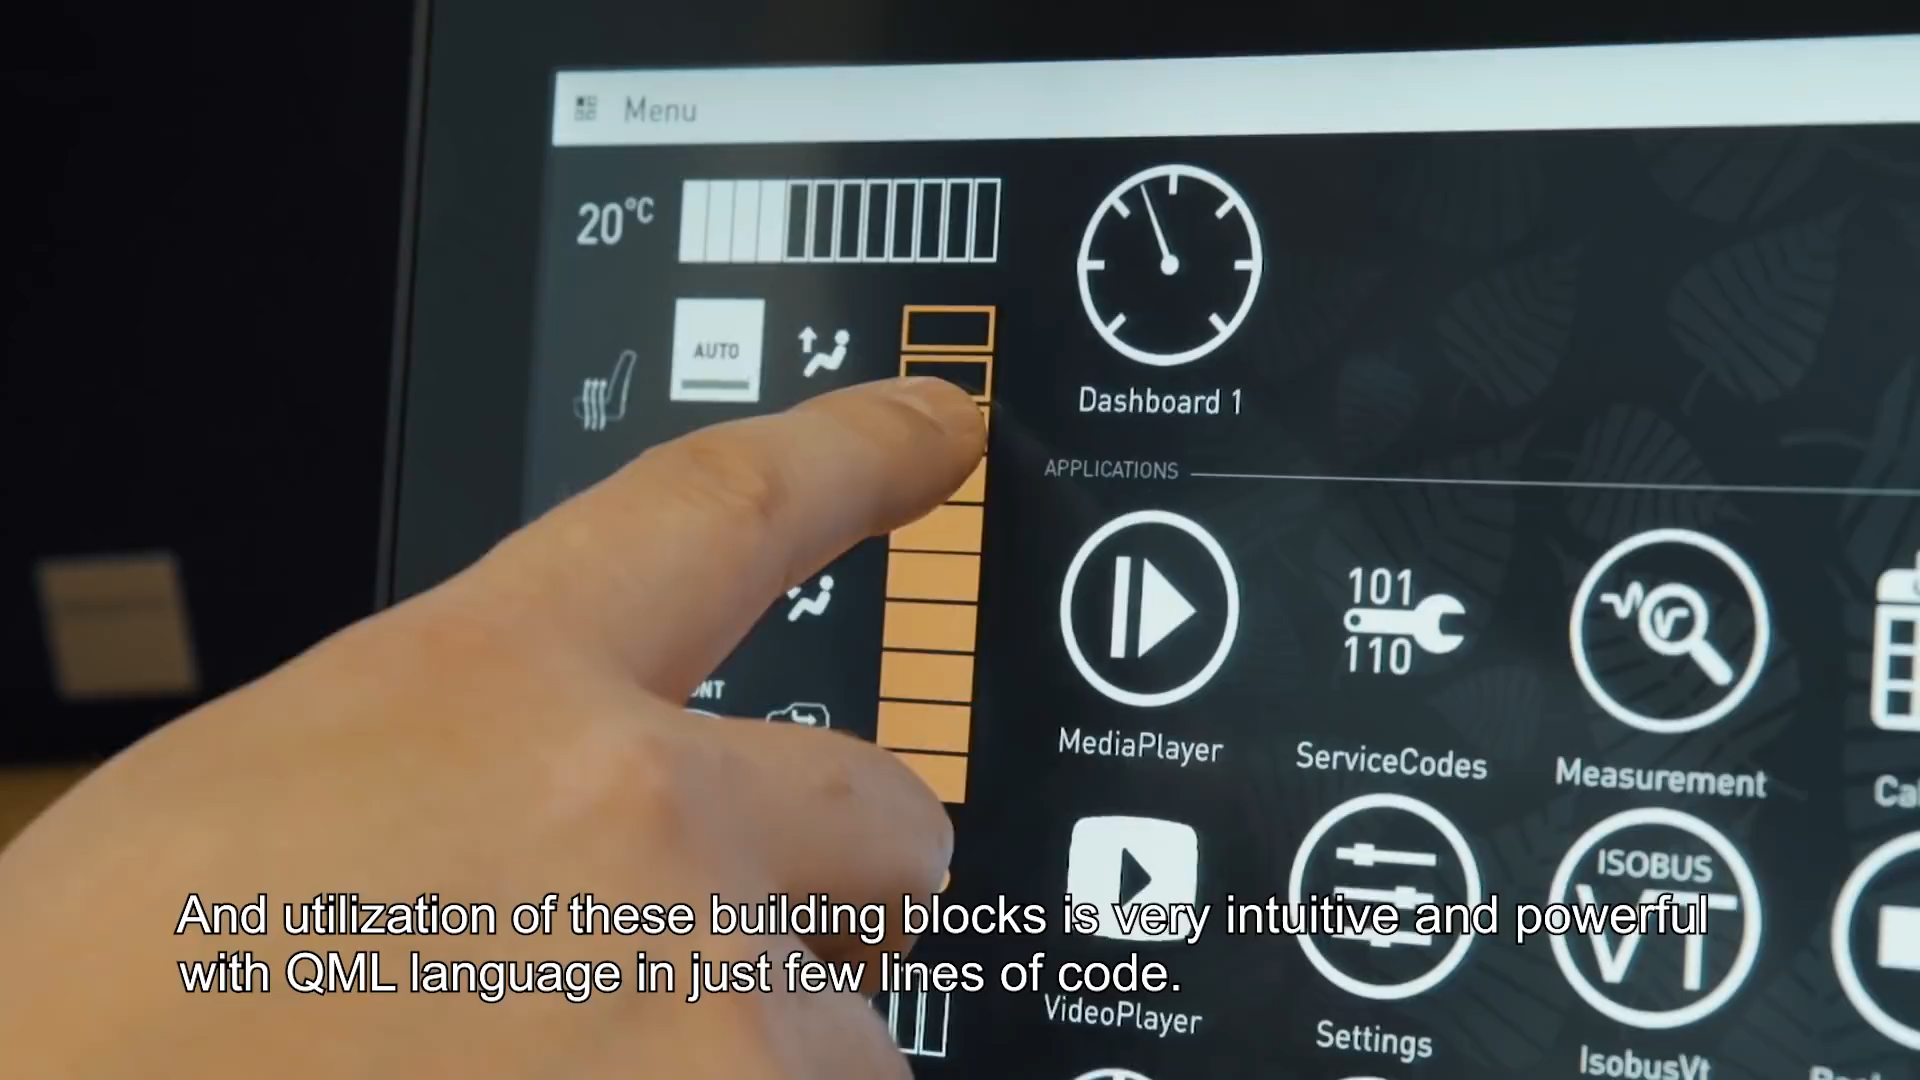 Menu
20°C
AUTO
Dashboard 1
APPLICATIONS
101
110
MediaPlayer
ServiceCodes
Measurement
ISOBUS
VT
And utilization of these building blocks is very intuitive and powerful
with QML language in just few lines of code.
VideoPlayer
Settings
IsobusVt